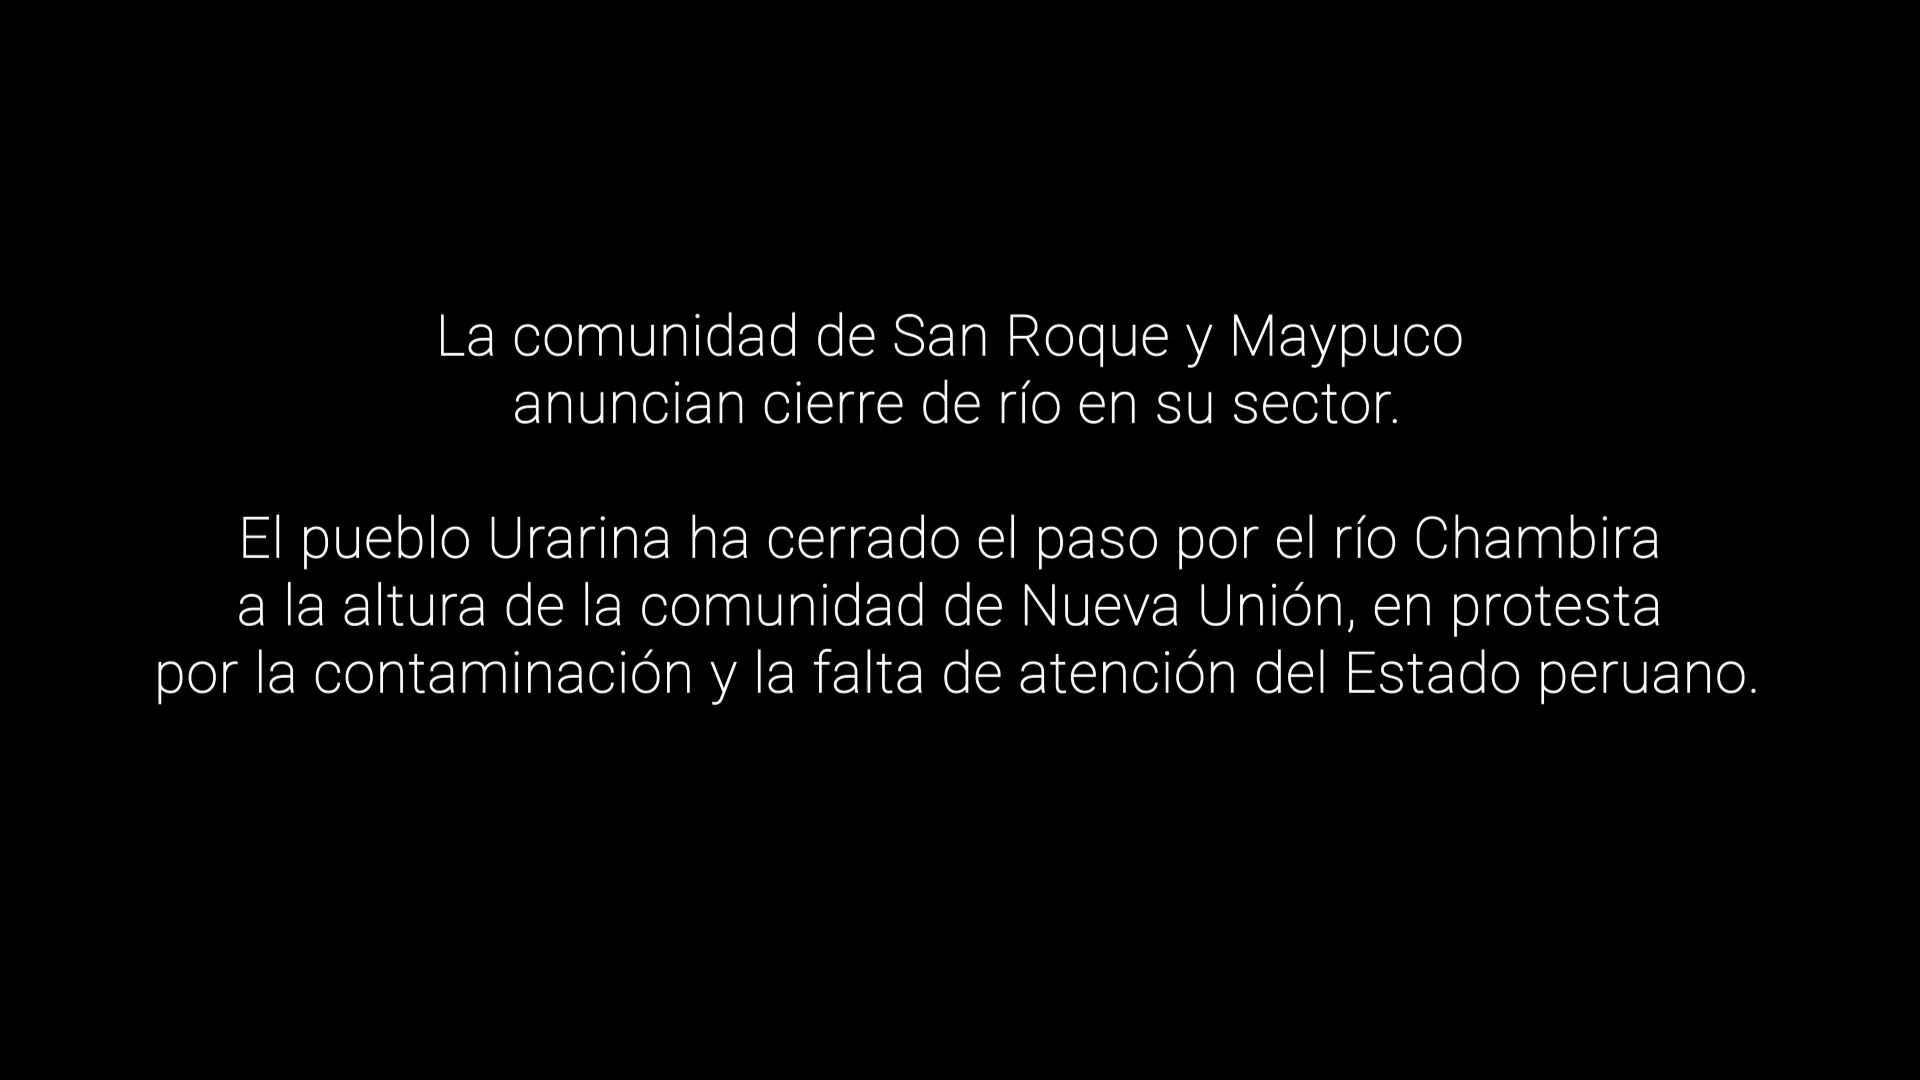 La comunidad de San Roque y Maypuco
anuncian cierre de río en su sector.
El pueblo Urarina ha cerrado el paso por el río Chambira
a la altura de la comunidad de Nueva Unión, en protesta
por la contaminación y la falta de atención del Estado peruano.